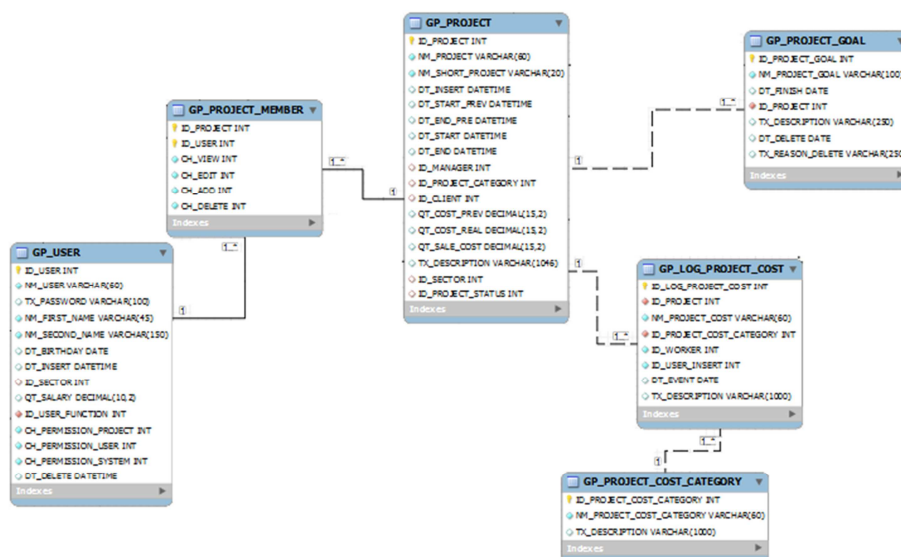 GP_PROJECT
ID_PROJECT INT
NM_PROJECT VARCHAR(60)
NM_SHORT_PROJECT VARCHAR(20)
DT_INSERT DATETIME
DT_START_PREV DATETIME
DT_END_PRE DATETIME
DT_START DATETIME
DT_END DATETIME
ID_MANAGER INT
ID_PROJECT_CATEGORY INT
ID_CLIENT INT
QT_COST_PREV DECIMAL(15,2)
QT_COST_REAL DECIMAL(15,2)
QT_SALE_COST DECIMAL(15,2)
TX_DESCRIPTION VARCHAR(1046)
ID_SECTOR INT
ID_PROJECT_STATUS INT
Indexes
GP_PROJECT_GOAL
ID_PROJECT_GOAL INT
NM_PROJECT_GOAL VARCHAR(100)
DT_FINISH DATE
ID_PROJECT INT
TX_DESCRIPTION VARCHAR(250)
DT_DELETE DATE
TX_REASON_DELETE VARCHAR(250
Indexes
GP_PROJECT_MEMBER
ID_PROJECT INT
ID_USER INT
CH_VIEW INT
CH_EDIT INT
CH_ADD INT
CH_DELETE INT
Indexes
1..*
1
1
1..*
1..*
1
GP_USER
ID_USER INT
NM_USER VARCHAR(60)
TX_PASSWORD VARCHAR(100)
NM_FIRST_NAME VARCHAR(45)
NM_SECOND_NAME VARCHAR(150)
DT_BIRTHDAY DATE
DT_INSERT DATETIME
ID_SECTOR INT
QT_SALARY DECIMAL(10,2)
ID_USER_FUNCTION INT
CH_PERMISSION_PROJECT INT
CH_PERMISSION_USER INT
CH_PERMISSION_SYSTEM INT
DT_DELETE DATETIME
Indexes
1
1..*
GP_LOG_PROJECT_COST
ID_LOG_PROJECT_COST INT
ID_PROJECT INT
NM_PROJECT_COST VARCHAR(60)
ID_PROJECT_COST_CATEGORY INT
ID_WORKER INT
ID_USER_INSERT INT
DT_EVENT DATE
TX_DESCRIPTION VARCHAR(1000)
Indexes
1..*
1
GP_PROJECT_COST_CATEGORY
ID_PROJECT_COST_CATEGORY INT
NM_PROJECT_COST_CATEGORY VARCHAR(60)
TX_DESCRIPTION VARCHAR(1000)
Indexes